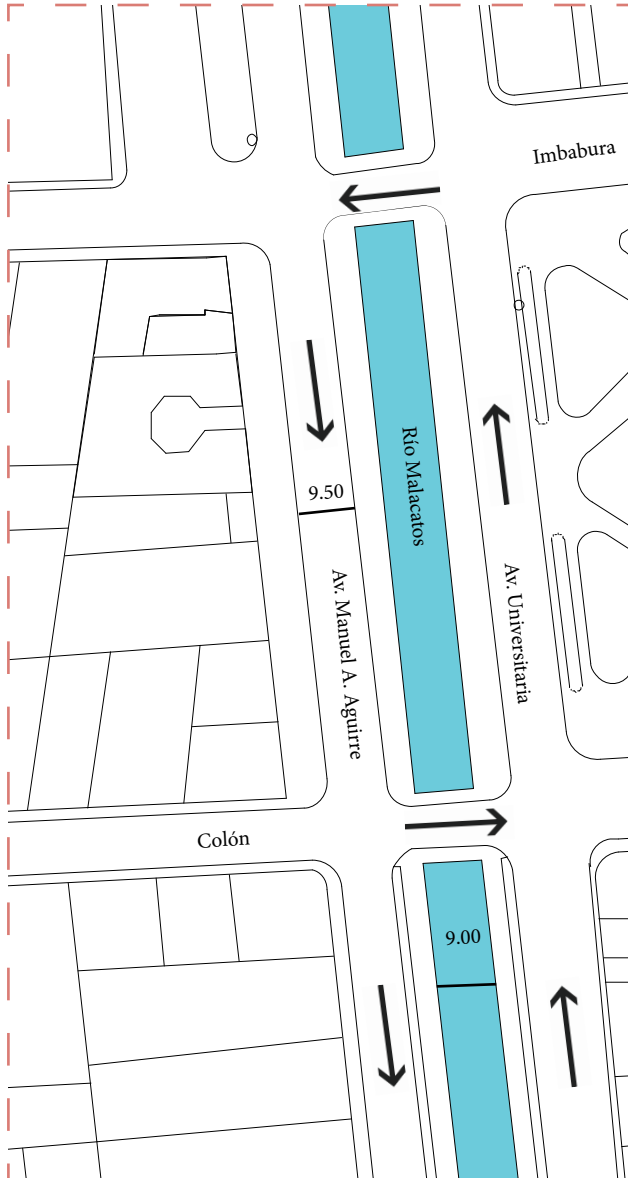 Imbabura
Río Malacatos
9.50
Av. Manuel A. Aguirre
Av. Universitaria
Colón
9.00